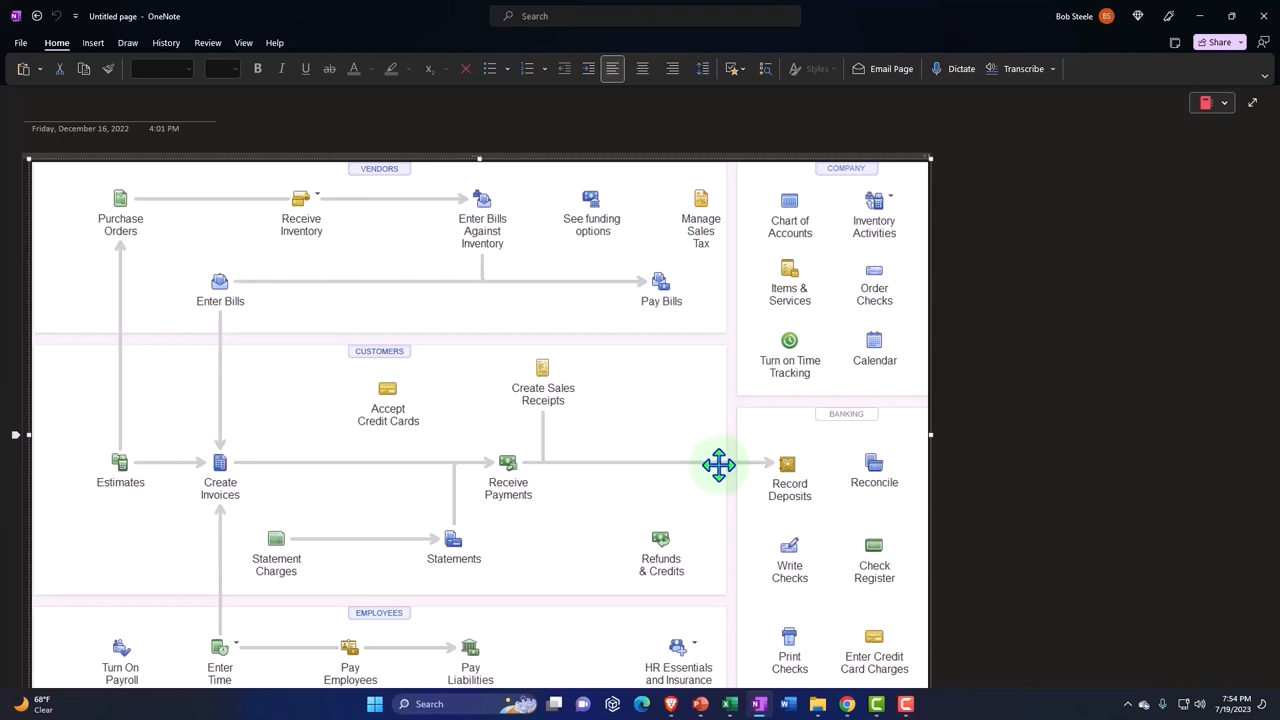 Untitled page - OneNote
Search
Bob Steele
BS
File
Home
Insert
Draw
History
Review
View
Help
Share
Styles
Email Page
Dictate
Transcribe
Friday, December 16, 2022
4:01 PM
VENDORS
COMPANY
Purchase
Orders
Receive
Inventory
Enter Bills
Against
Inventory
See funding
options
Manage
Sales
Tax
Chart of
Accounts
Inventory
Activities
Enter Bills
Pay Bills
Items &
Services
Order
Checks
CUSTOMERS
Turn on Time
Tracking
Calendar
Accept
Credit Cards
Create Sales
Receipts
BANKING
Estimates
Create
Invoices
Receive
Payments
Record
Deposits
Reconcile
Statement
Charges
Statements
Refunds
& Credits
Write
Checks
Check
Register
EMPLOYEES
Turn On
Payroll
Enter
Time
Pay
Employees
Pay
Liabilities
HR Essentials
and Insurance
Print
Checks
Enter Credit
Card Charges
68°F
Clear
Search
7:54 PM
7/19/2023